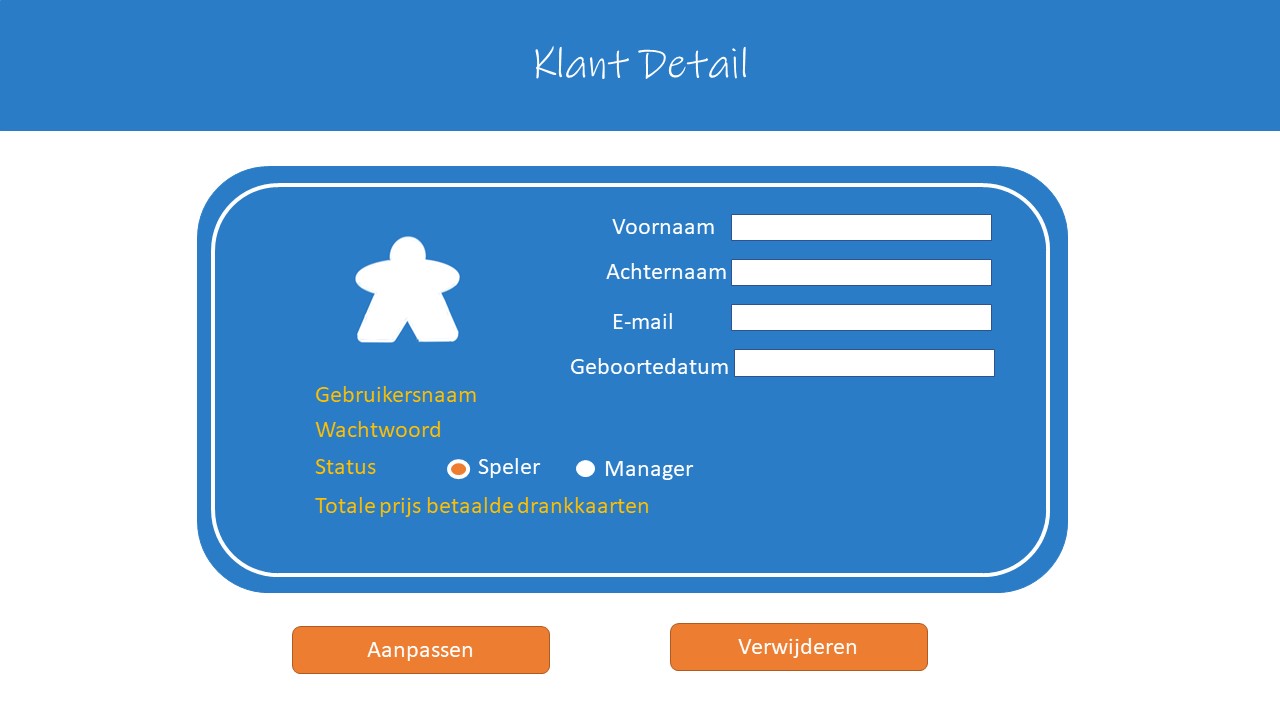 Klant Detail
Voornaam
Achternaam
E-mail
Geboortedatum
Gebruikersnaam
Wachtwoord
Status Speler Manager
Totale prijs betaalde drankkaarten
Aanpassen
Verwijderen